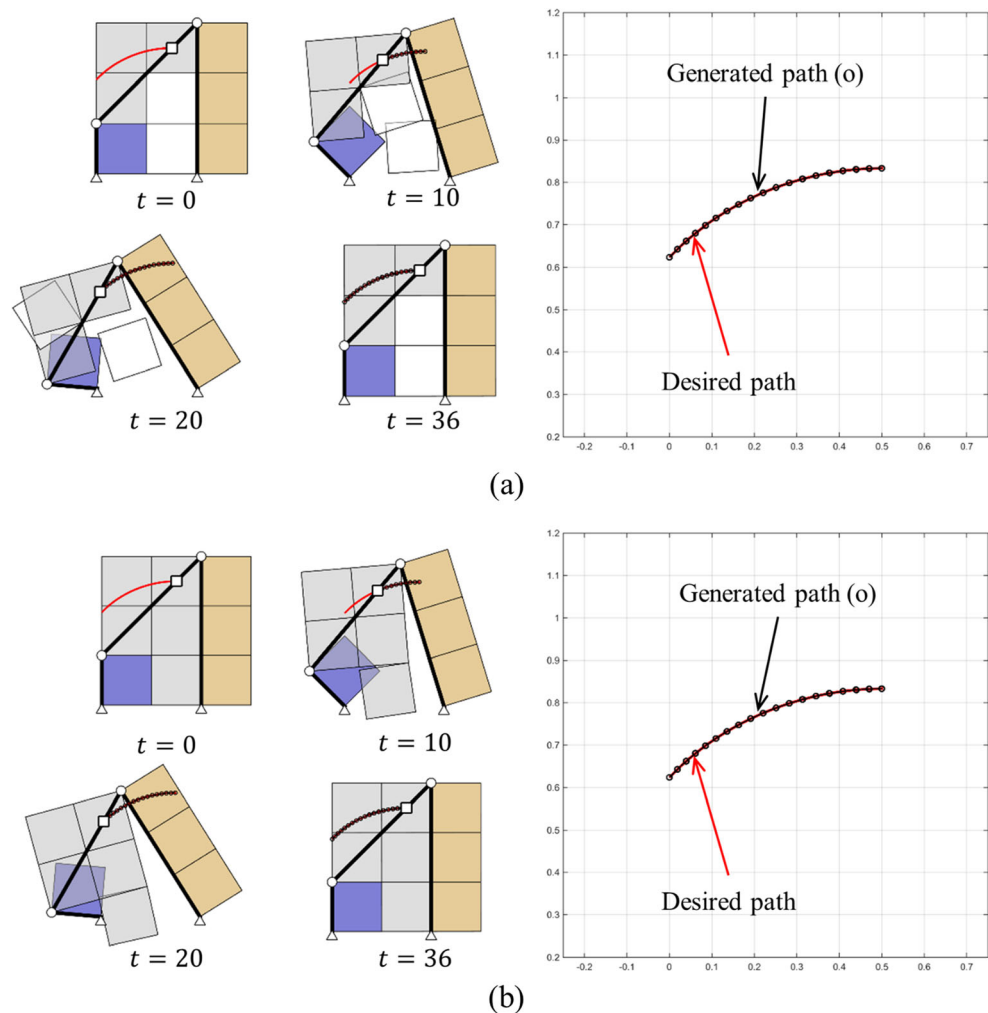 t = 0
t = 10
t = 20
t = 36
1.2
1.1
1
0.9
0.8
0.7
0.6
0.5
0.4
0.3
0.2
-0.2 -0.1 0 0.1 0.2 0.3 0.4 0.5 0.6 0.7
Generated path (o)
Desired path
(a)
t = 0
t = 10
t = 20
t = 36
1.2
1.1
1
0.9
0.8
0.7
0.6
0.5
0.4
0.3
0.2
-0.2 -0.1 0 0.1 0.2 0.3 0.4 0.5 0.6 0.7
Generated path (o)
Desired path
(b)